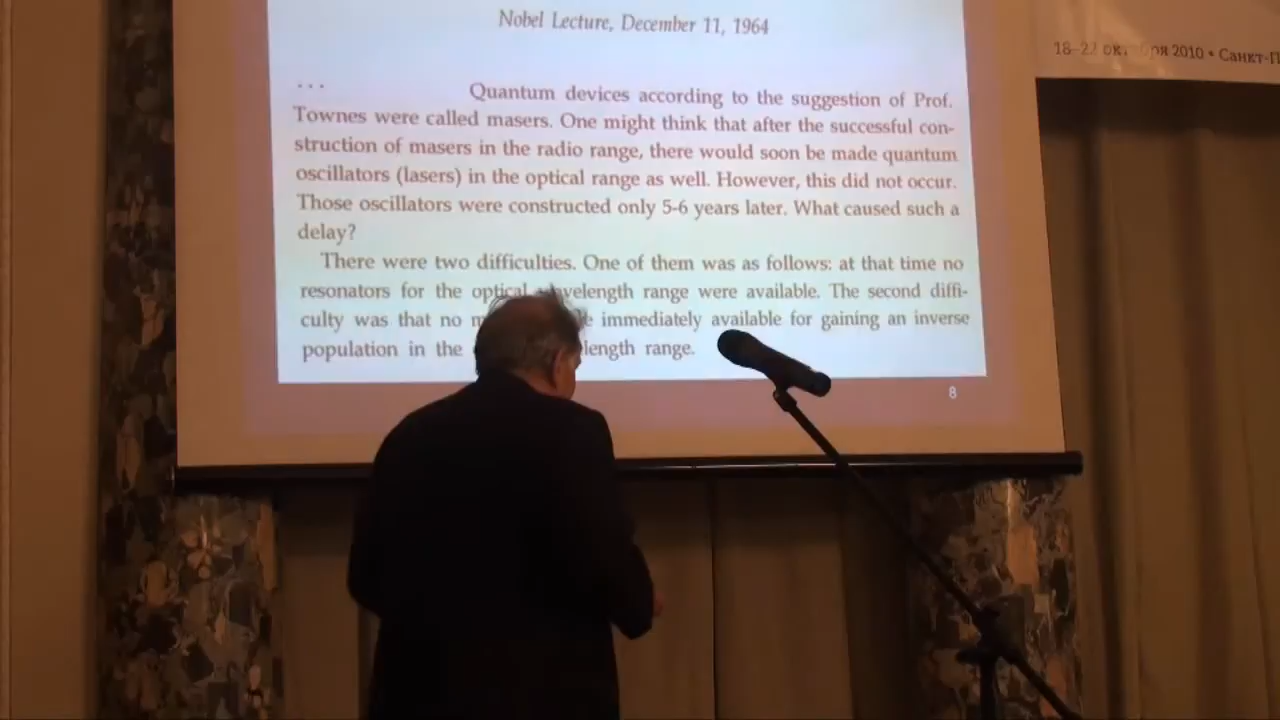 Nobel Lecture, December 11, 1964
18–22 октября 2010 • Санкт-П
... Quantum devices according to the suggestion of Prof.
Townes were called masers. One might think that after the successful con-
struction of masers in the radio range, there would soon be made quantum
oscillators (lasers) in the optical range as well. However, this did not occur.
Those oscillators were constructed only 5-6 years later. What caused such a
delay?
There were two difficulties. One of them was as follows: at that time no
resonators for the optical wavelength range were available. The second diffi-
culty was that no immediately available for gaining an inverse
population in the length range.
8